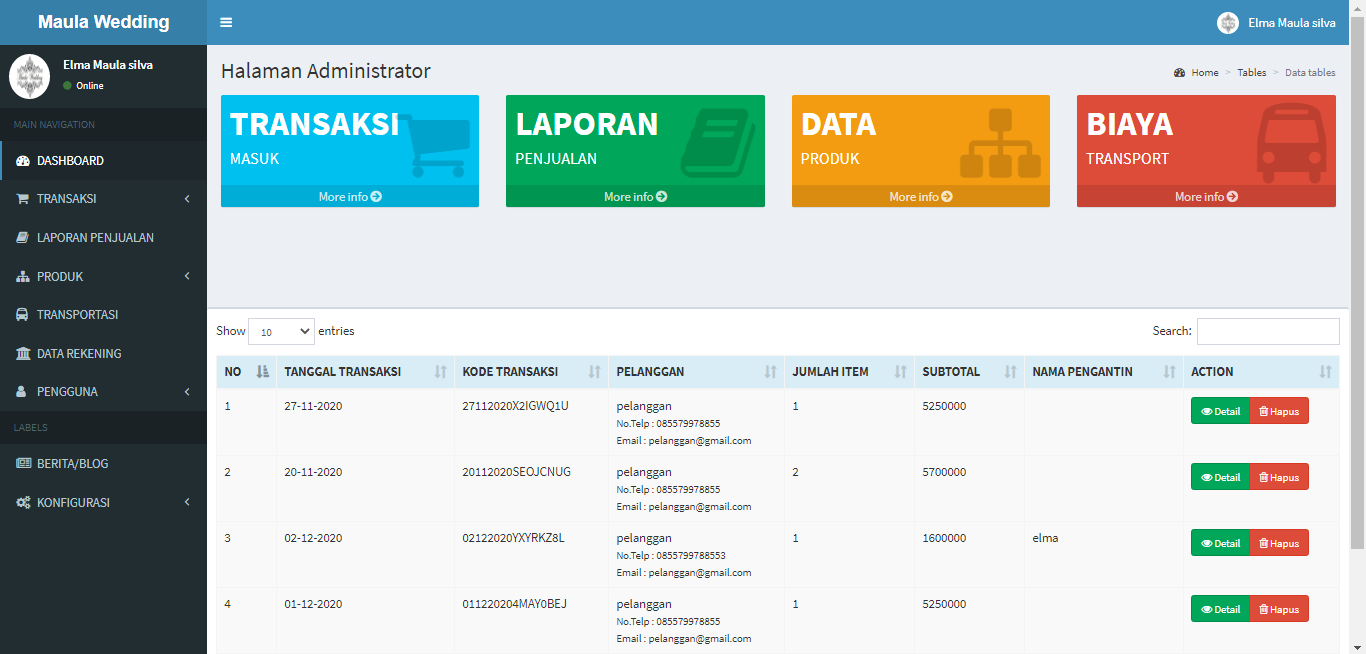 Maula Wedding
Elma Maula silva
Elma Maula silva
Online
MAIN NAVIGATION
DASHBOARD
TRANSAKSI
LAPORAN PENJUALAN
PRODUK
TRANSPORTASI
DATA REKENING
PENGGUNA
LABELS
BERITA/BLOG
KONFIGURASI
Halaman Administrator
Home > Tables > Data tables
TRANSAKSI
MASUK
More info
LAPORAN
PENJUALAN
More info
DATA
PRODUK
More info
BIAYA
TRANSPORT
More info
Show 10 entries
Search:
NO TANGGAL TRANSAKSI KODE TRANSAKSI PELANGGAN JUMLAH ITEM SUBTOTAL NAMA PENGANTIN ACTION
1 27-11-2020 27112020X2IGWQ1U pelanggan 1 5250000 Detail Hapus
No.Telp : 085579978855
Email : pelanggan@gmail.com
2 20-11-2020 20112020SEOJCNUG pelanggan 2 5700000 Detail Hapus
No.Telp : 085579978855
Email : pelanggan@gmail.com
3 02-12-2020 02122020YXYRKZ8L pelanggan 1 1600000 elma Detail Hapus
No.Telp : 0855799788553
Email : pelanggan@gmail.com
4 01-12-2020 011220204MAY0BEJ pelanggan 1 5250000 Detail Hapus
No.Telp : 085579978855
Email : pelanggan@gmail.com